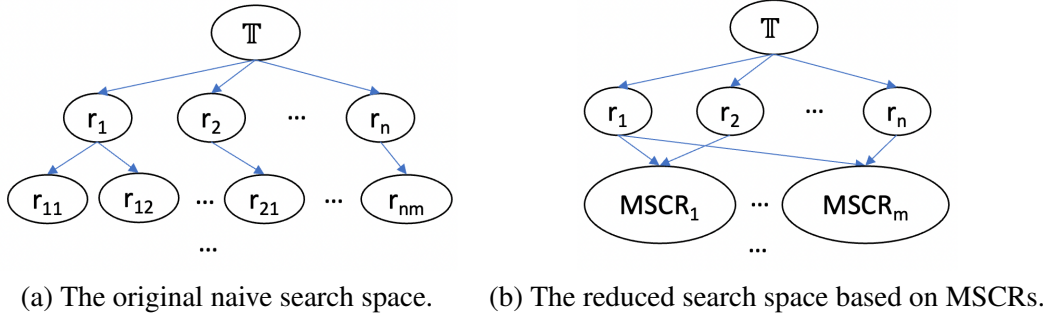 𝕋
r1 r2 ... rn
r11 r12 ... r21 ... rnm
...
(a) The original naive search space.
𝕋
r1 r2 ... rn
MSCR1 ... MSCRm
...
(b) The reduced search space based on MSCRs.